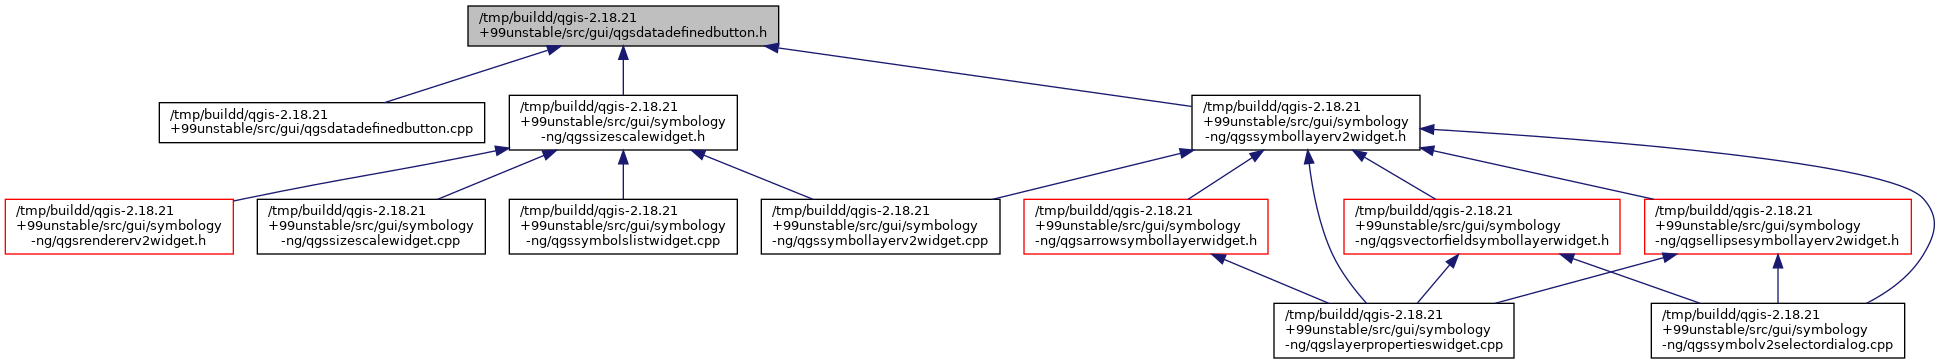 /tmp/buildd/qgis-2.18.21
+99unstable/src/gui/qgsdatadefinedbutton.h
/tmp/buildd/qgis-2.18.21
+99unstable/src/gui/qgsdatadefinedbutton.cpp
/tmp/buildd/qgis-2.18.21
+99unstable/src/gui/symbology
-ng/qgssizescalewidget.h
/tmp/buildd/qgis-2.18.21
+99unstable/src/gui/symbology
-ng/qgssymbollayerv2widget.h
/tmp/buildd/qgis-2.18.21
+99unstable/src/gui/symbology
-ng/qgsrendererv2widget.h
/tmp/buildd/qgis-2.18.21
+99unstable/src/gui/symbology
-ng/qgssizescalewidget.cpp
/tmp/buildd/qgis-2.18.21
+99unstable/src/gui/symbology
-ng/qgssymbolslistwidget.cpp
/tmp/buildd/qgis-2.18.21
+99unstable/src/gui/symbology
-ng/qgssymbollayerv2widget.cpp
/tmp/buildd/qgis-2.18.21
+99unstable/src/gui/symbology
-ng/qgsarrowsymbollayerwidget.h
/tmp/buildd/qgis-2.18.21
+99unstable/src/gui/symbology
-ng/qgsvectorfieldsymbollayerwidget.h
/tmp/buildd/qgis-2.18.21
+99unstable/src/gui/symbology
-ng/qgsellipsesymbollayerv2widget.h
/tmp/buildd/qgis-2.18.21
+99unstable/src/gui/symbology
-ng/qgslayerpropertieswidget.cpp
/tmp/buildd/qgis-2.18.21
+99unstable/src/gui/symbology
-ng/qgssymbolv2selectordialog.cpp